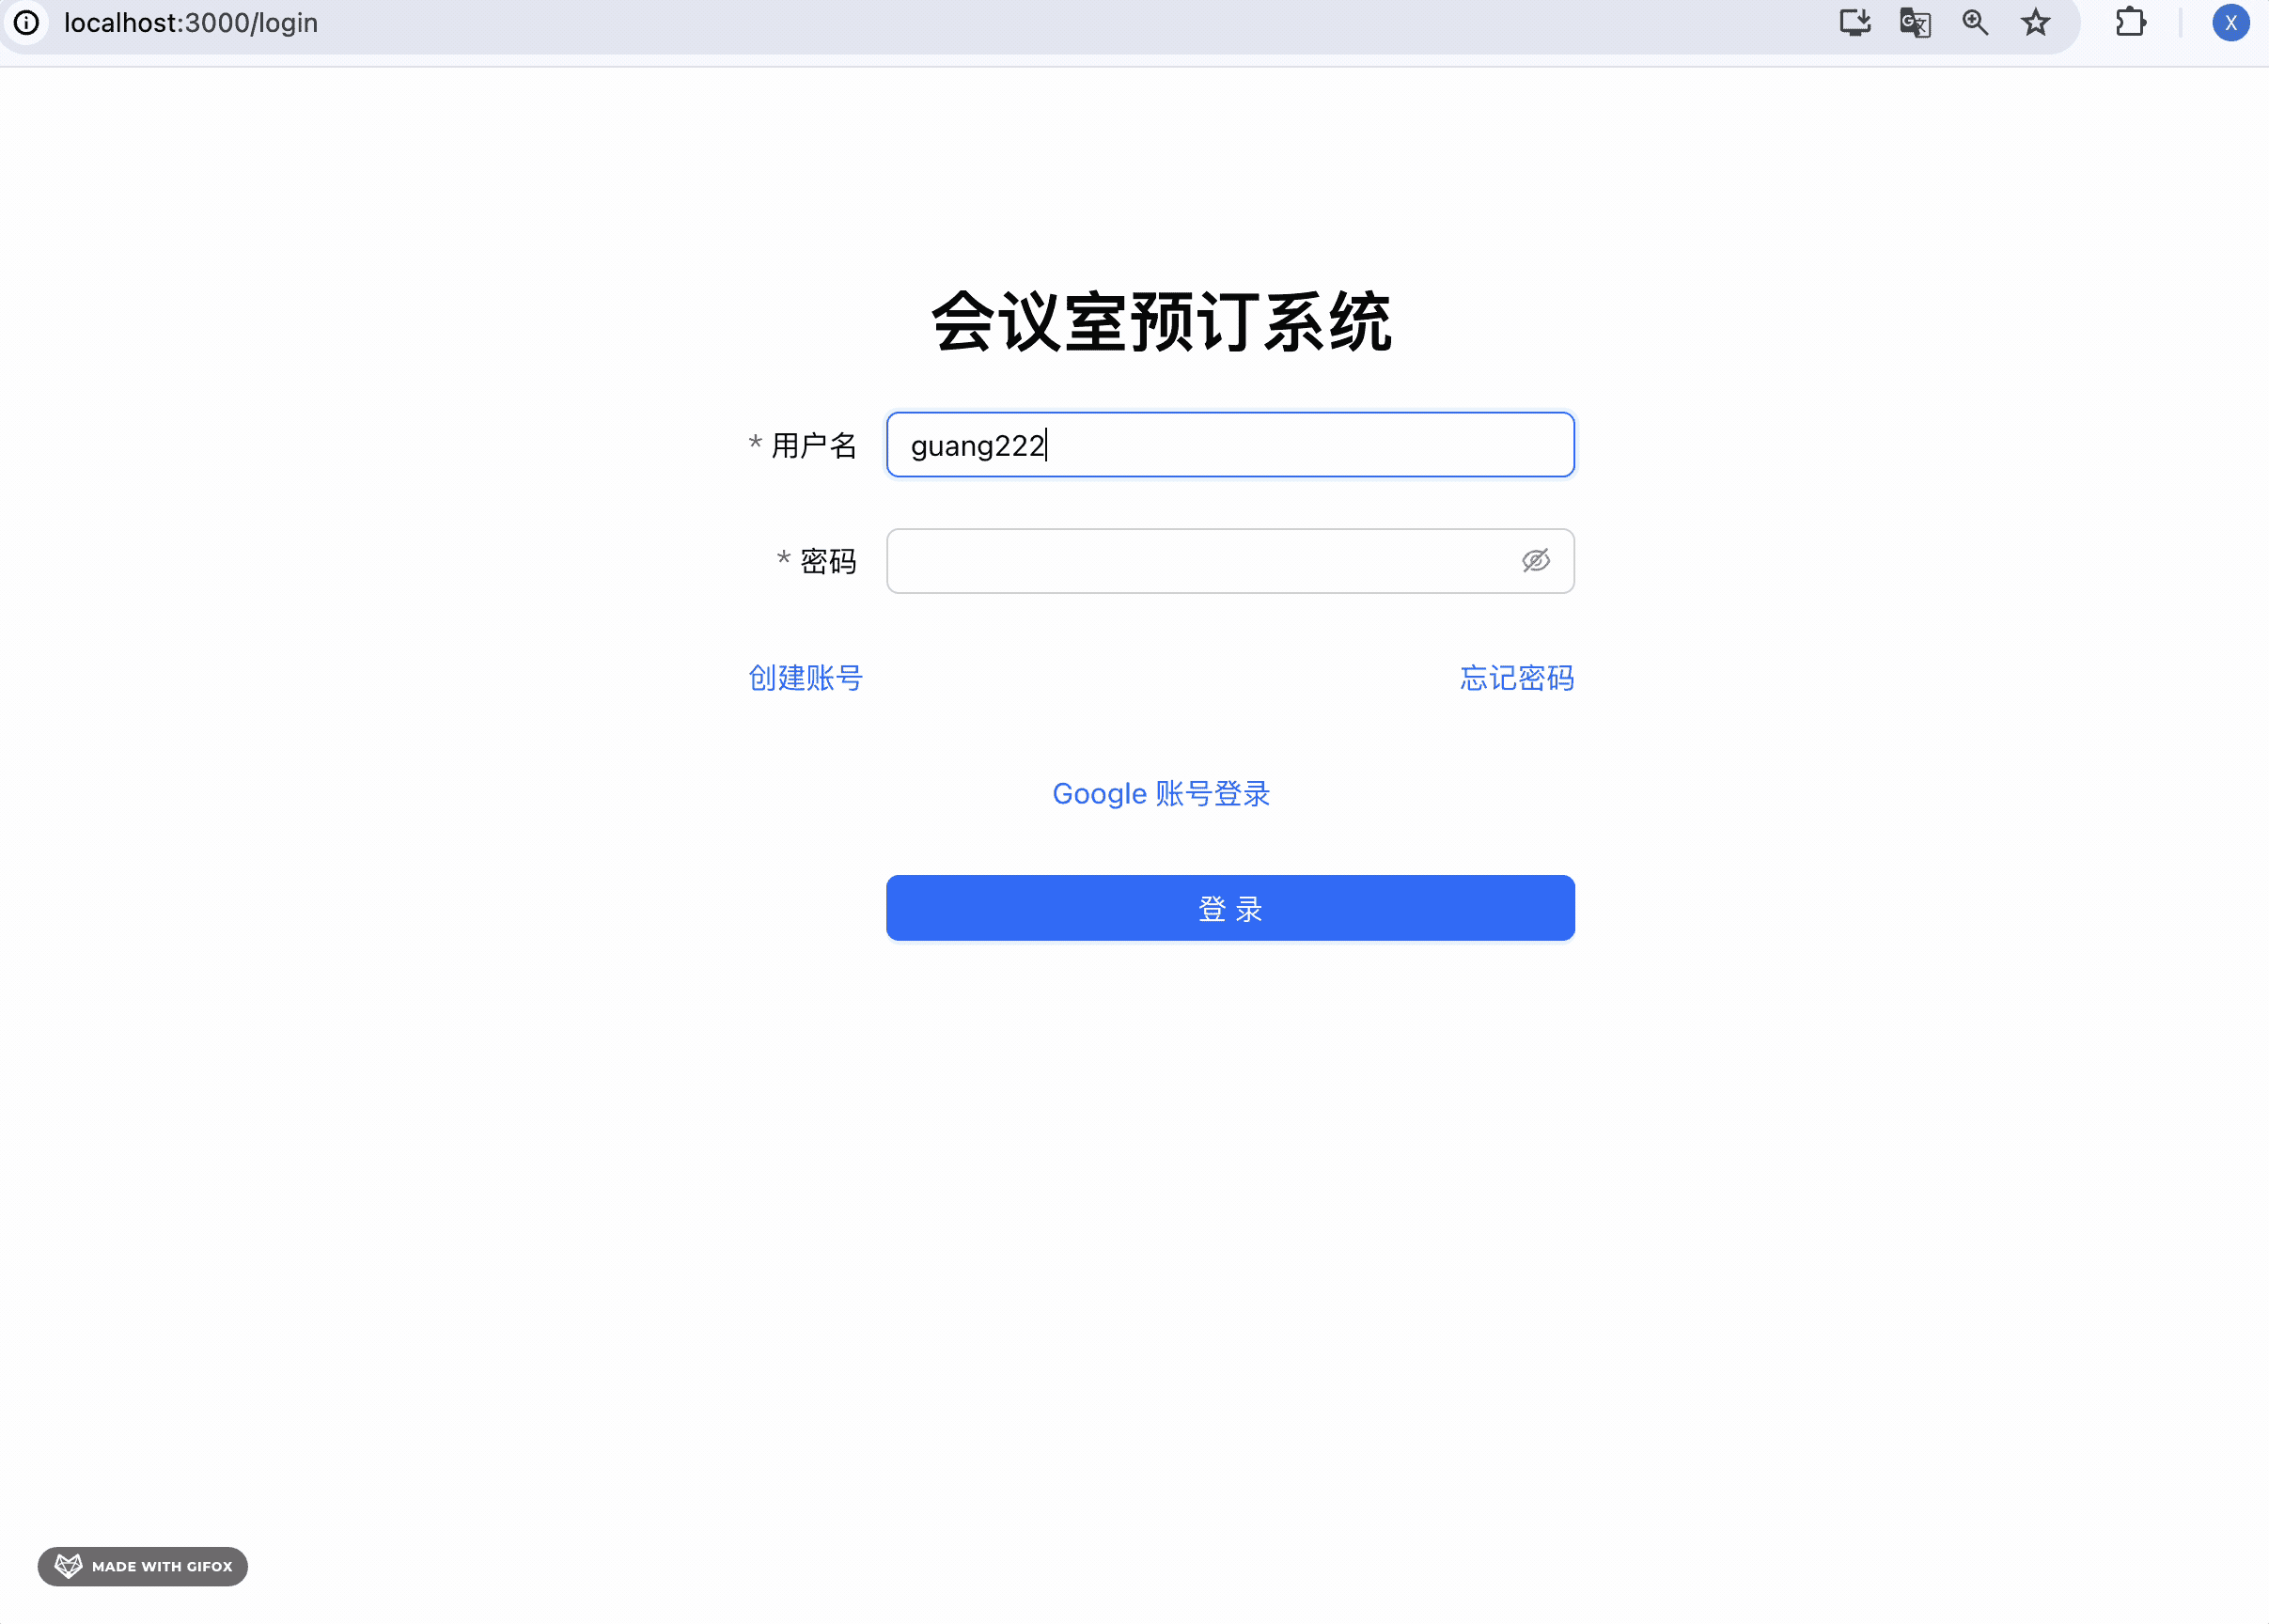 localhost:3000/login
X
会议室预订系统
* 用户名
guang222
* 密码
创建账号
忘记密码
Google 账号登录
登 录
MADE WITH GIFOX